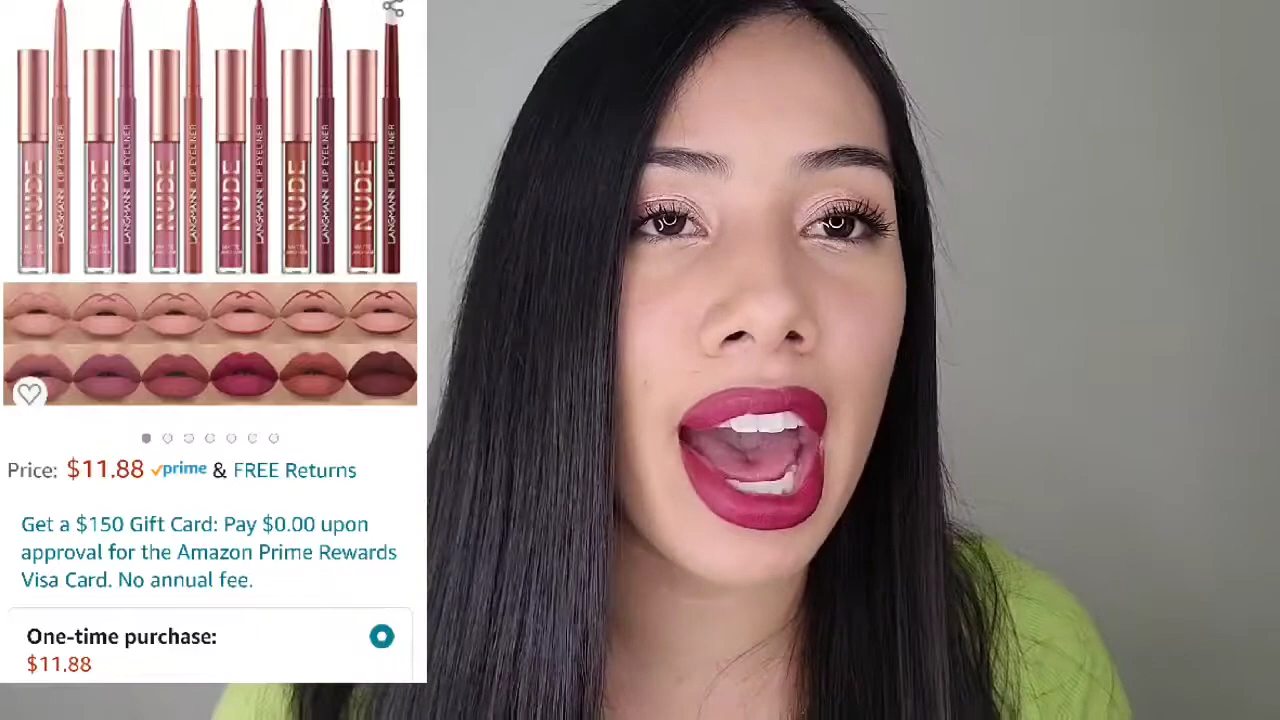 NUDE
LANGMANNI LIP EYELINER
NUDE
LANGMANNI LIP EYELINER
NUDE
LANGMANNI LIP EYELINER
NUDE
LANGMANNI LIP EYELINER
NUDE
LANGMANNI LIP EYELINER
NUDE
LANGMANNI LIP EYELINER
Price: $11.88 prime & FREE Returns
Get a $150 Gift Card: Pay $0.00 upon
approval for the Amazon Prime Rewards
Visa Card. No annual fee.
One-time purchase:
$11.88